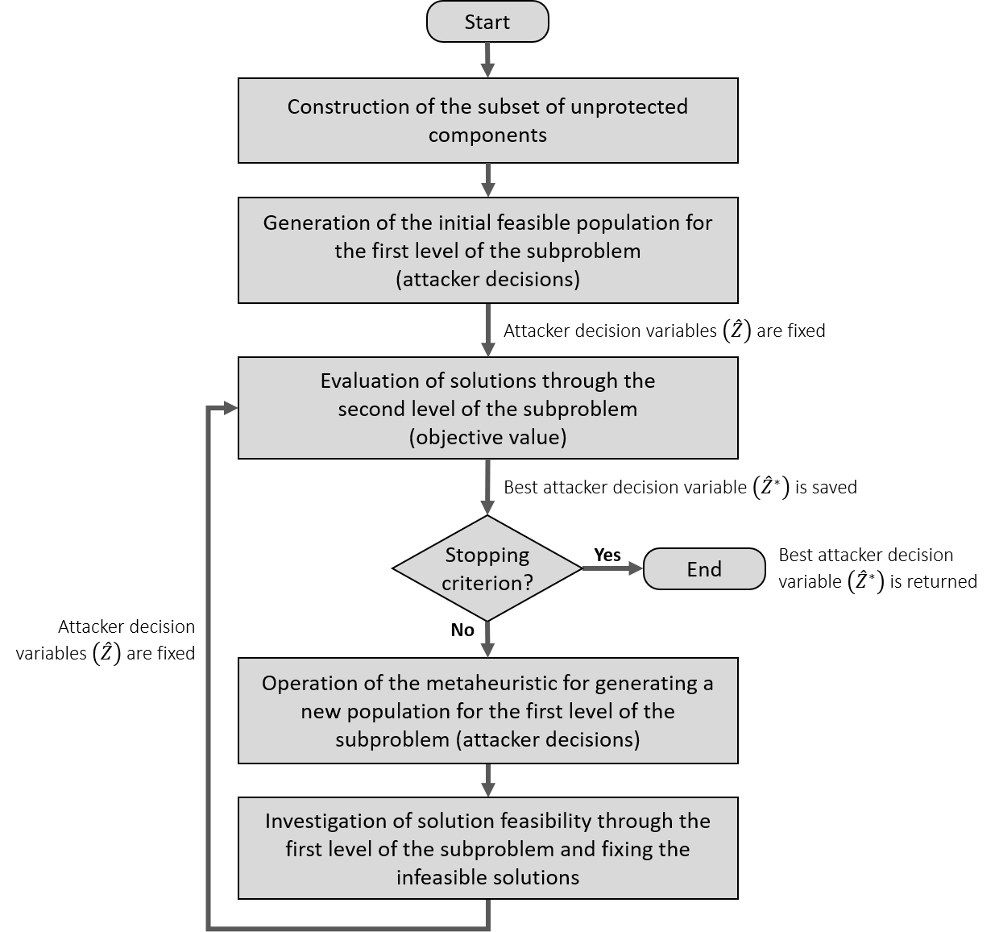 Start
Construction of the subset of unprotected
components
Generation of the initial feasible population for
the first level of the subproblem
(attacker decisions)
Attacker decision variables (Ẑ) are fixed
Evaluation of solutions through the
second level of the subproblem
(objective value)
Best attacker decision variable (Ẑ*) is saved
Stopping
criterion?
Yes
End
Best attacker decision
variable (Ẑ*) is returned
No
Attacker decision
variables (Ẑ) are fixed
Operation of the metaheuristic for generating a
new population for the first level of the
subproblem (attacker decisions)
Investigation of solution feasibility through the
first level of the subproblem and fixing the
infeasible solutions